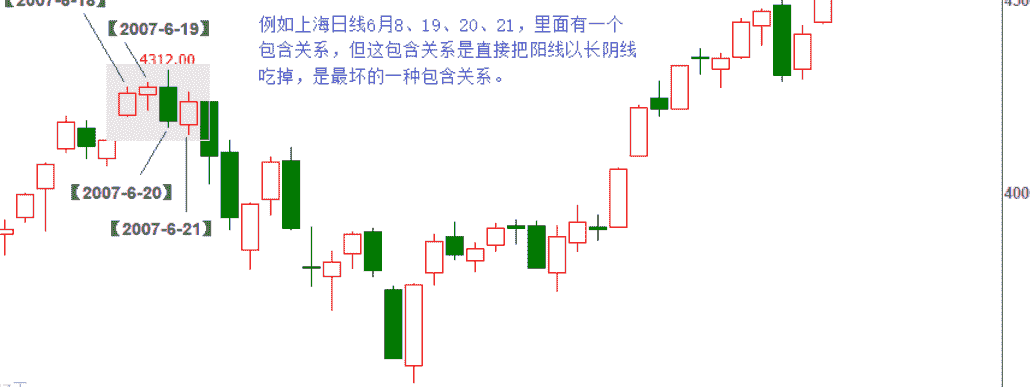 【2007-6-18】
【2007-6-19】
4312.00
例如上海日线6月8、19、20、21，里面有一个
包含关系，但这包含关系是直接把阳线以长阴线
吃掉，是最坏的一种包含关系。
【2007-6-20】
【2007-6-21】
400